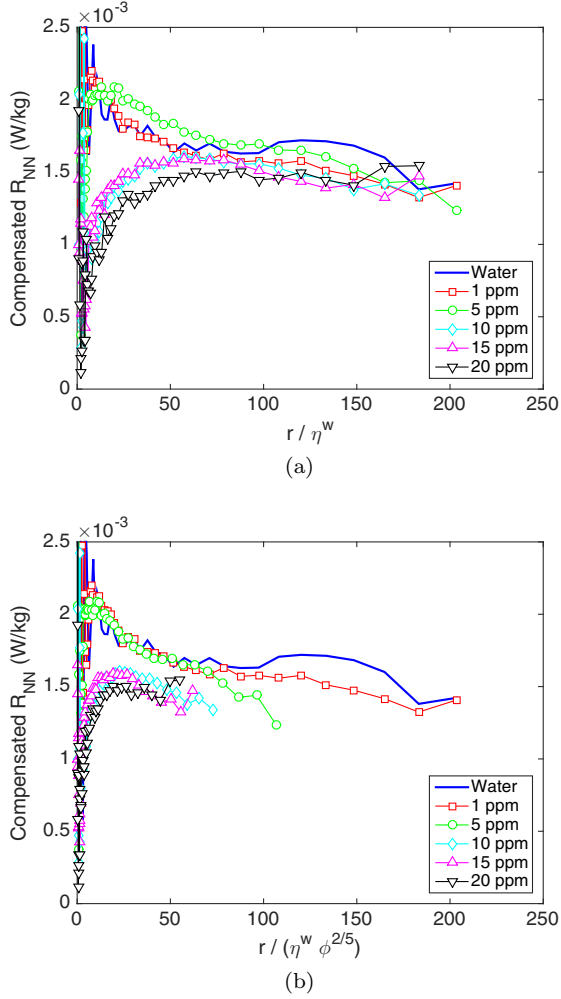 ×10⁻³
2.5
2
1.5
1
0.5
0
Compensated R_NN (W/kg)
Water
1 ppm
5 ppm
10 ppm
15 ppm
20 ppm
0 50 100 150 200 250
r / η^w
(a)
×10⁻³
2.5
2
1.5
1
0.5
0
Compensated R_NN (W/kg)
Water
1 ppm
5 ppm
10 ppm
15 ppm
20 ppm
0 50 100 150 200 250
r / (η^w ϕ^2/5)
(b)